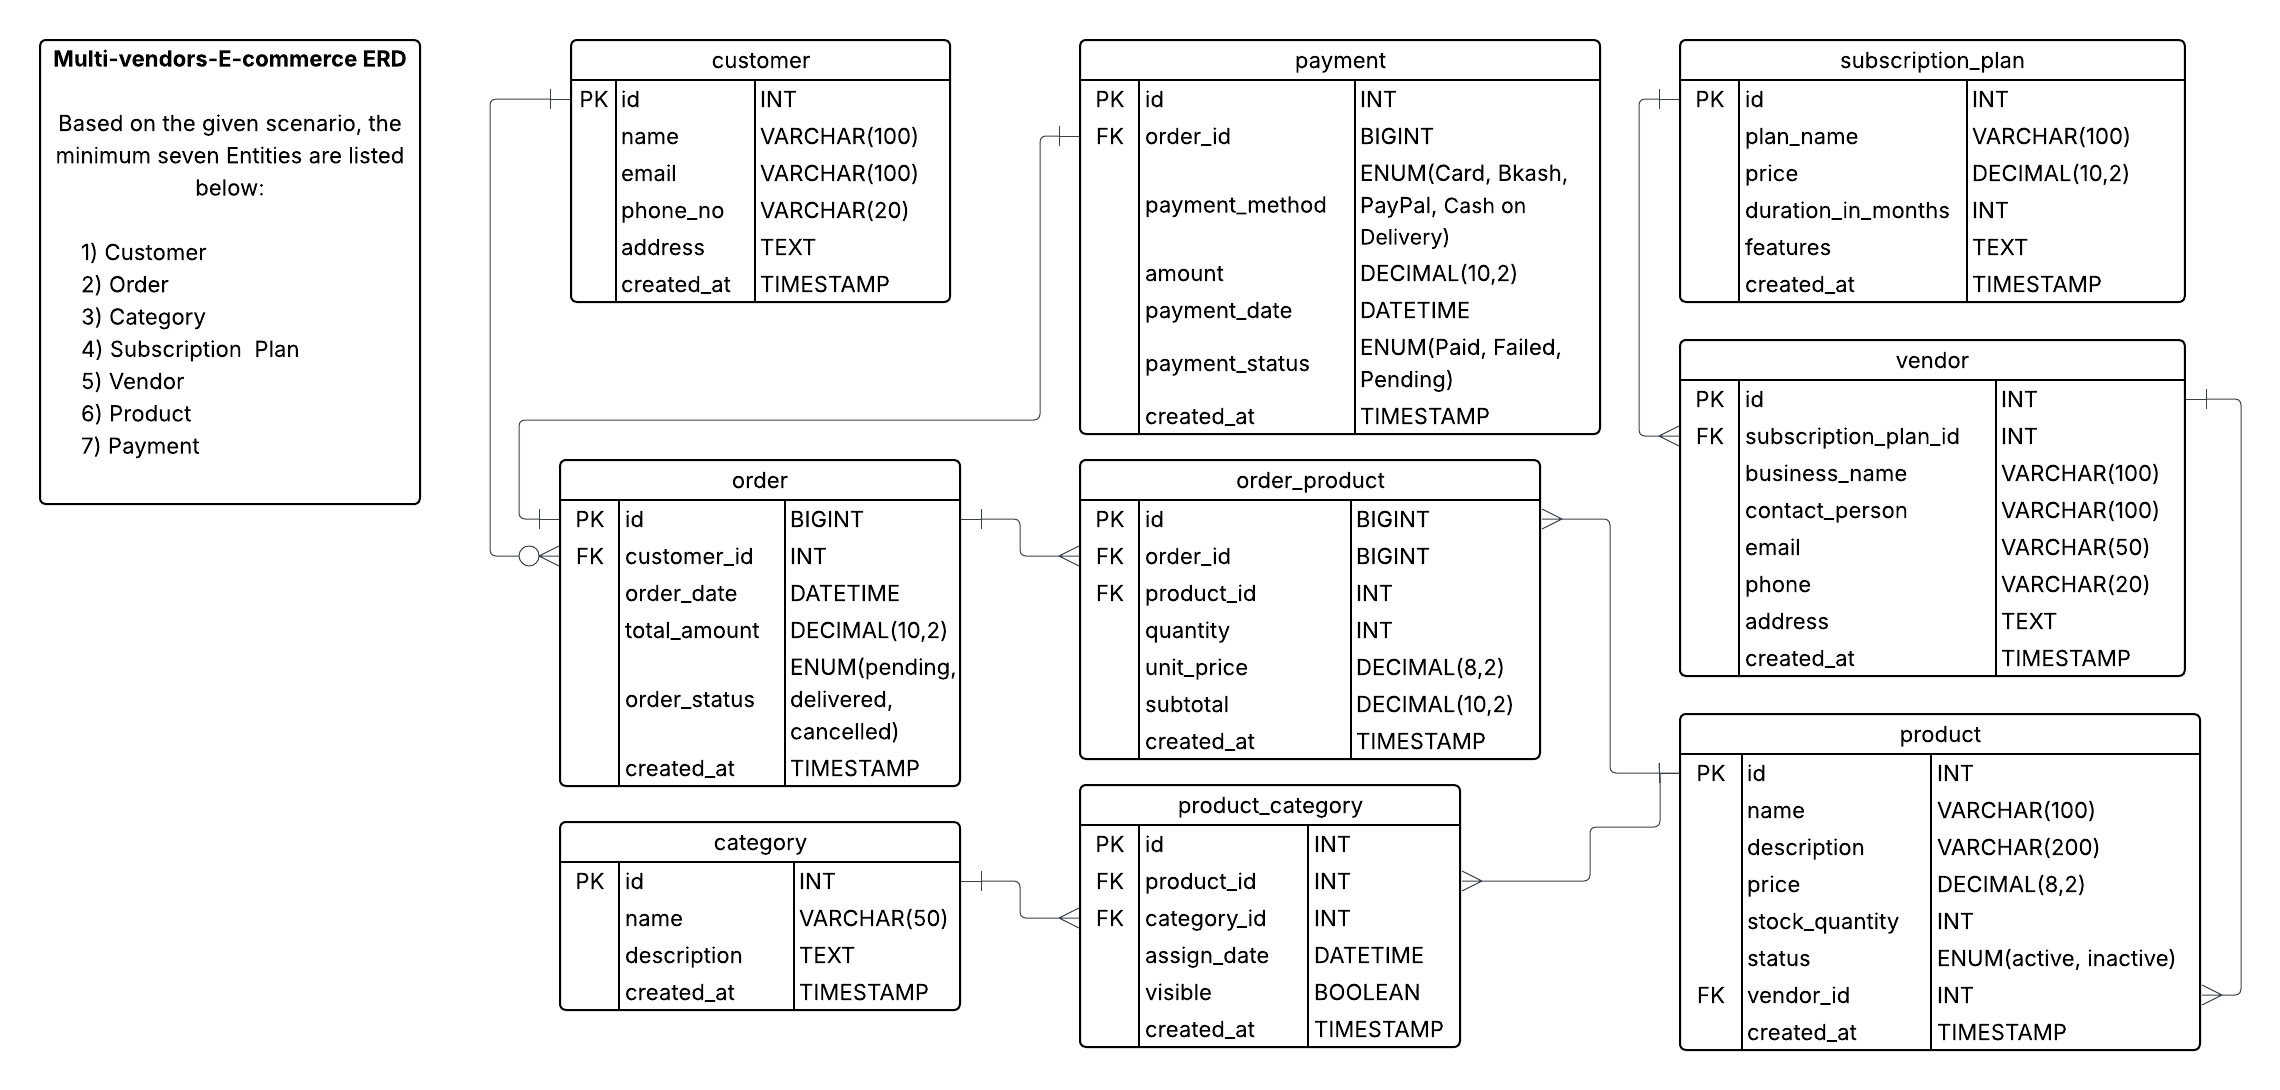 Multi-vendors-E-commerce ERD
Based on the given scenario, the
minimum seven Entities are listed
below:
1) Customer
2) Order
3) Category
4) Subscription  Plan
5) Vendor
6) Product
7) Payment
customer
PK id INT
name VARCHAR(100)
email VARCHAR(100)
phone_no VARCHAR(20)
address TEXT
created_at TIMESTAMP
payment
PK id INT
FK order_id BIGINT
payment_method ENUM(Card, Bkash,
PayPal, Cash on
Delivery)
amount DECIMAL(10,2)
payment_date DATETIME
payment_status ENUM(Paid, Failed,
Pending)
created_at TIMESTAMP
subscription_plan
PK id INT
plan_name VARCHAR(100)
price DECIMAL(10,2)
duration_in_months INT
features TEXT
created_at TIMESTAMP
vendor
PK id INT
FK subscription_plan_id INT
business_name VARCHAR(100)
contact_person VARCHAR(100)
email VARCHAR(50)
phone VARCHAR(20)
address TEXT
created_at TIMESTAMP
order
PK id BIGINT
FK customer_id INT
order_date DATETIME
total_amount DECIMAL(10,2)
order_status ENUM(pending,
delivered,
cancelled)
created_at TIMESTAMP
order_product
PK id BIGINT
FK order_id BIGINT
FK product_id INT
quantity INT
unit_price DECIMAL(8,2)
subtotal DECIMAL(10,2)
created_at TIMESTAMP
product
PK id INT
name VARCHAR(100)
description VARCHAR(200)
price DECIMAL(8,2)
stock_quantity INT
status ENUM(active, inactive)
FK vendor_id INT
created_at TIMESTAMP
category
PK id INT
name VARCHAR(50)
description TEXT
created_at TIMESTAMP
product_category
PK id INT
FK product_id INT
FK category_id INT
assign_date DATETIME
visible BOOLEAN
created_at TIMESTAMP